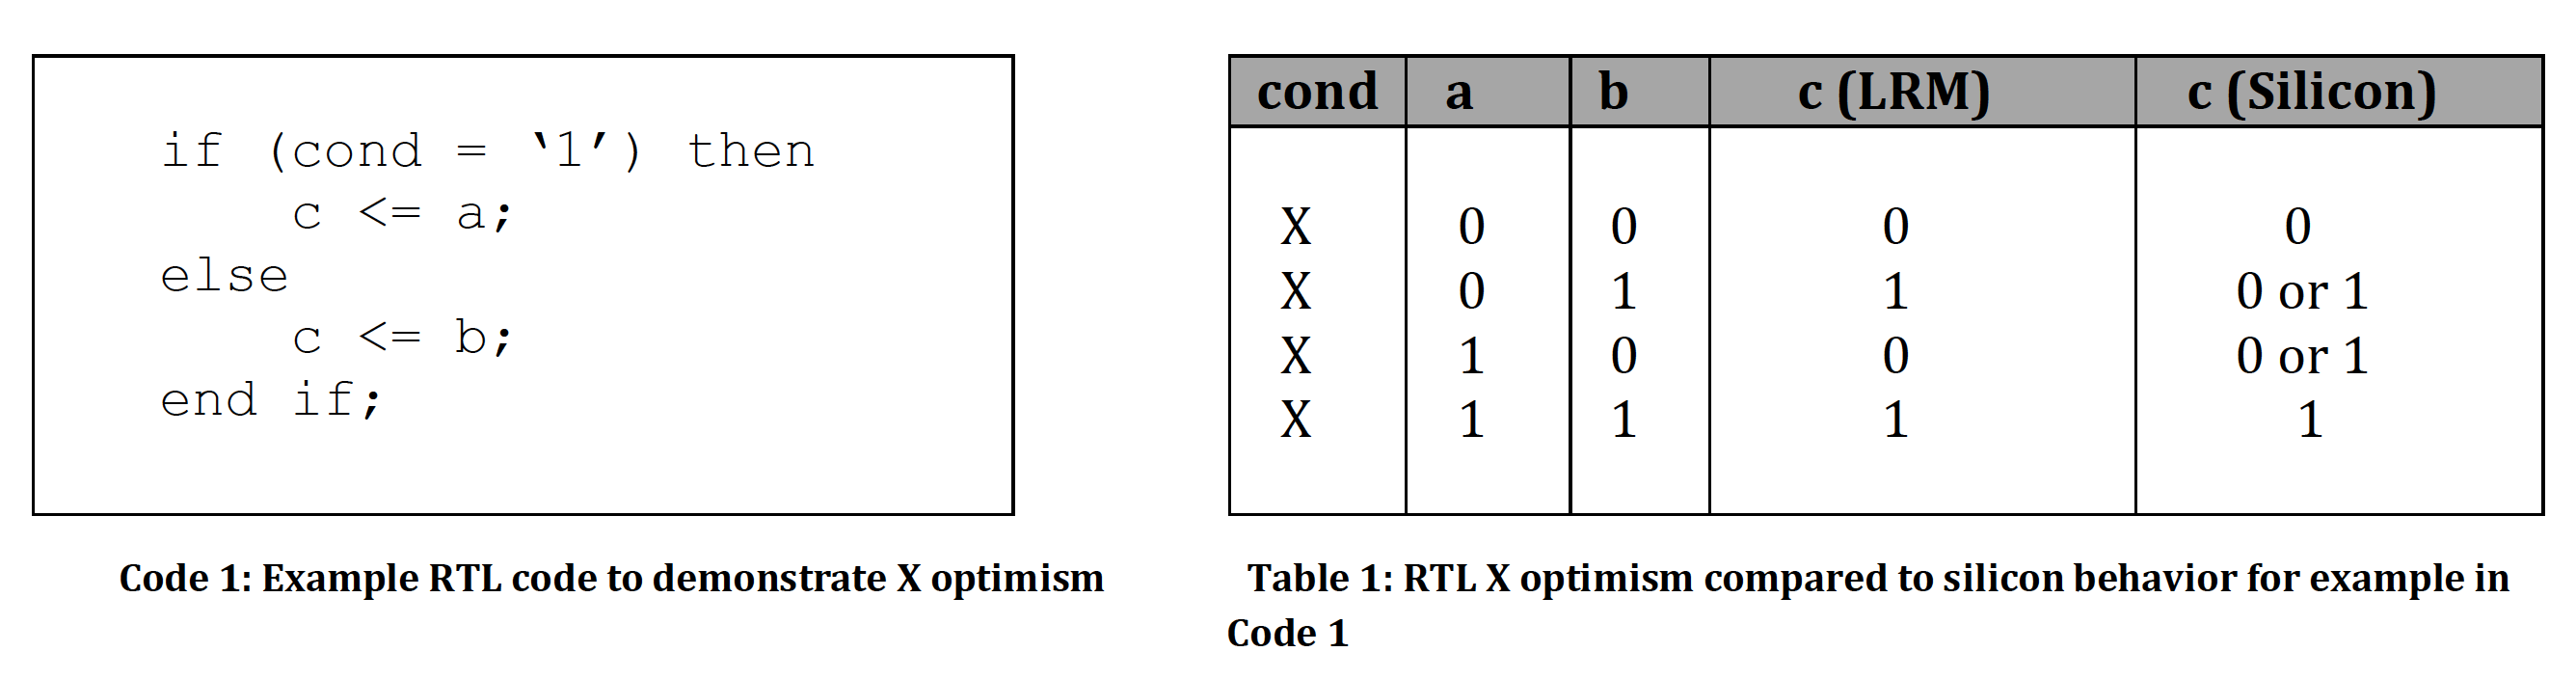 if (cond = ‘1’) then
c <= a;
else
c <= b;
end if;
Code 1: Example RTL code to demonstrate X optimism
cond a b c (LRM) c (Silicon)
X 0 0 0 0
X 0 1 1 0 or 1
X 1 0 0 0 or 1
X 1 1 1 1
Table 1: RTL X optimism compared to silicon behavior for example in
Code 1